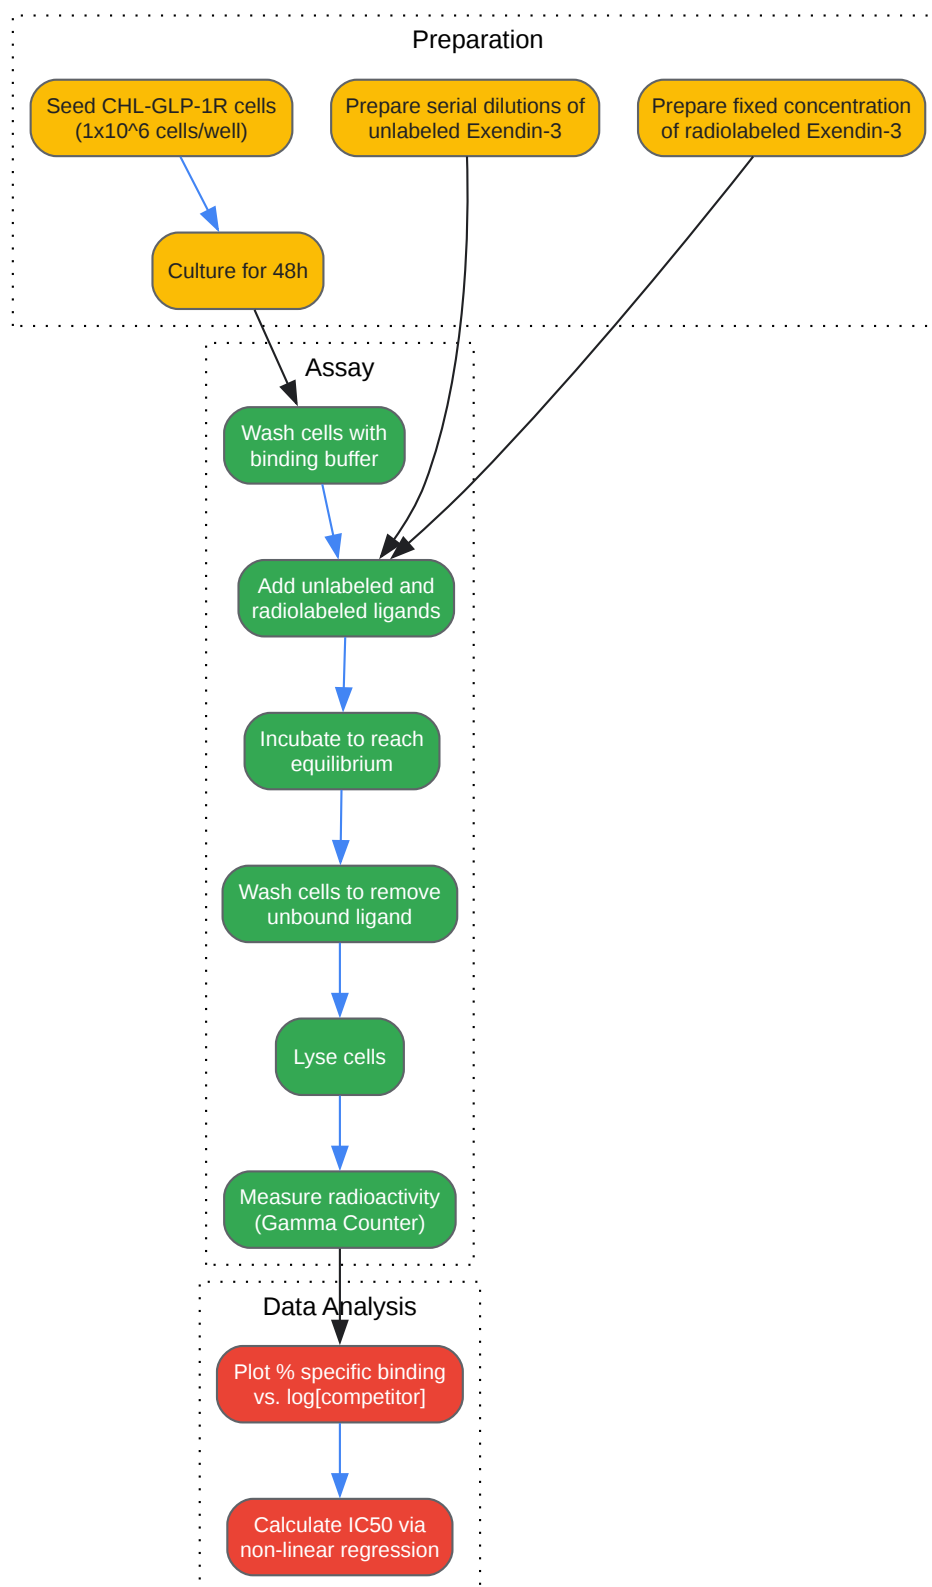 Preparation
Seed CHL-GLP-1R cells
(1x10^6 cells/well)
Prepare serial dilutions of
unlabeled Exendin-3
Prepare fixed concentration
of radiolabeled Exendin-3
Culture for 48h
Assay
Wash cells with
binding buffer
Add unlabeled and
radiolabeled ligands
Incubate to reach
equilibrium
Wash cells to remove
unbound ligand
Lyse cells
Measure radioactivity
(Gamma Counter)
Data Analysis
Plot % specific binding
vs. log[competitor]
Calculate IC50 via
non-linear regression